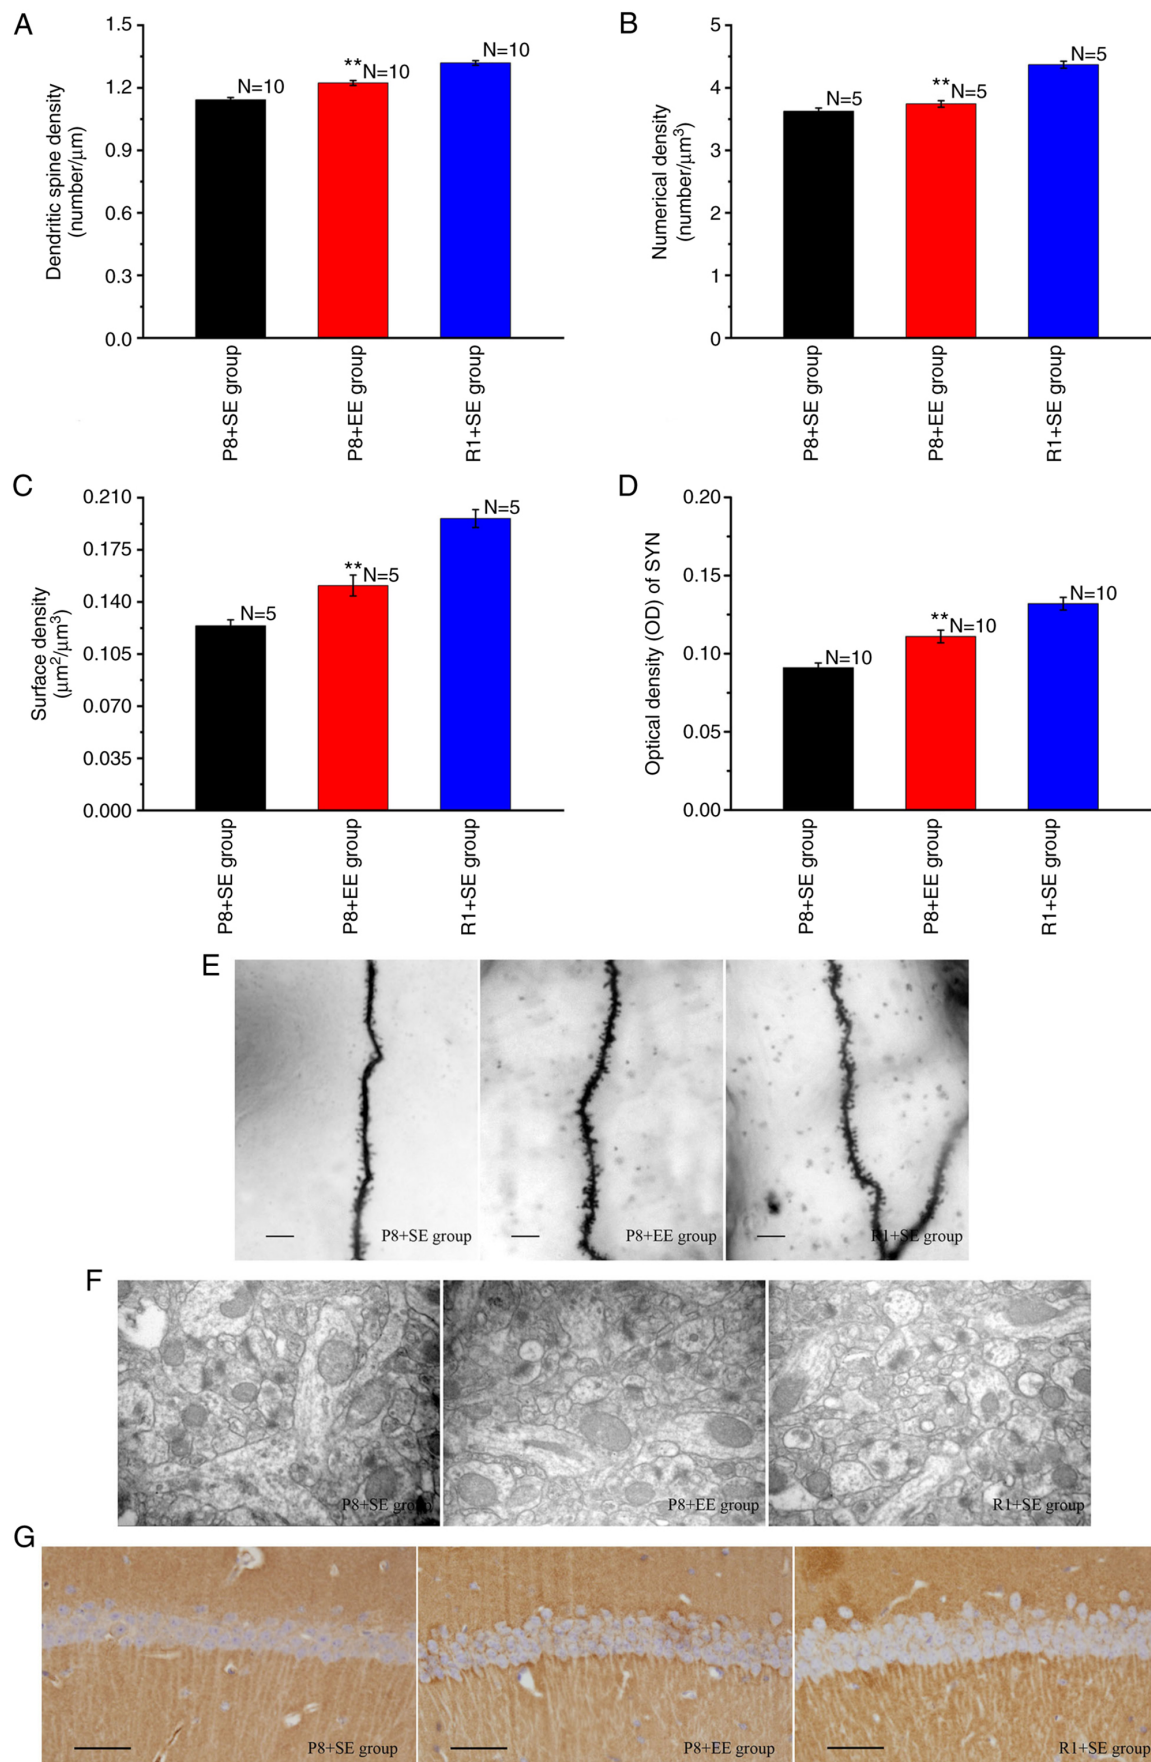 A
Dendritic spine density
(number/μm)
1.5
1.2
0.9
0.6
0.3
0.0
N=10
**
N=10
N=10
P8+SE group
P8+EE group
R1+SE group
B
Numerical density
(number/μm³)
5
4
3
2
1
0
N=5
**
N=5
N=5
P8+SE group
P8+EE group
R1+SE group
C
Surface density
(μm²/μm³)
0.210
0.175
0.140
0.105
0.070
0.035
0.000
N=5
**
N=5
N=5
P8+SE group
P8+EE group
R1+SE group
D
Optical density (OD) of SYN
0.20
0.15
0.10
0.05
0.00
N=10
**
N=10
N=10
P8+SE group
P8+EE group
R1+SE group
E
P8+SE group
P8+EE group
R1+SE group
F
P8+SE group
P8+EE group
R1+SE group
G
P8+SE group
P8+EE group
R1+SE group